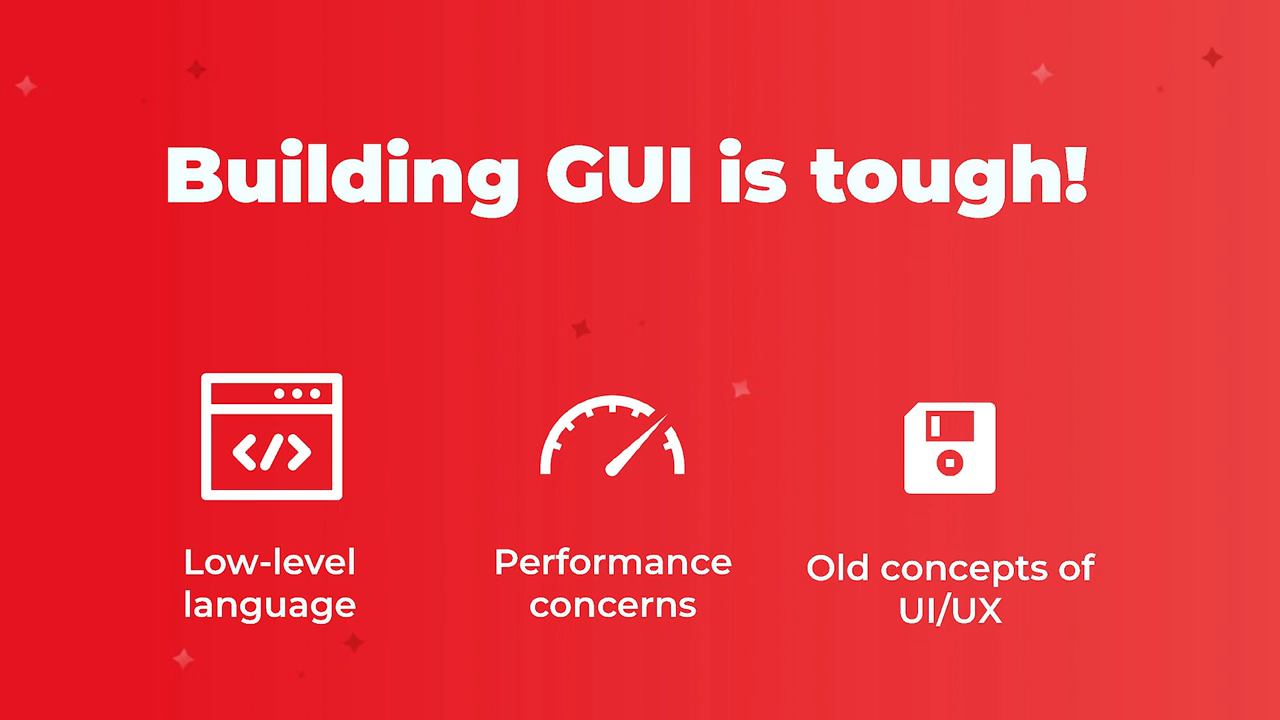 Building GUI is tough!
Low-level
language
Performance
concerns
Old concepts of
UI/UX